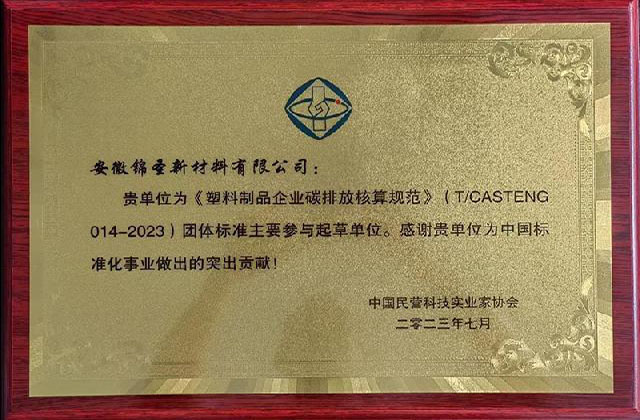 安徽锦圣新材料有限公司：
贵单位为《塑料制品企业碳排放核算规范》（T/CASTENG
014-2023）团体标准主要参与起草单位。感谢贵单位为中国标
准化事业做出的突出贡献！
中国民营科技实业家协会
二零二三年七月